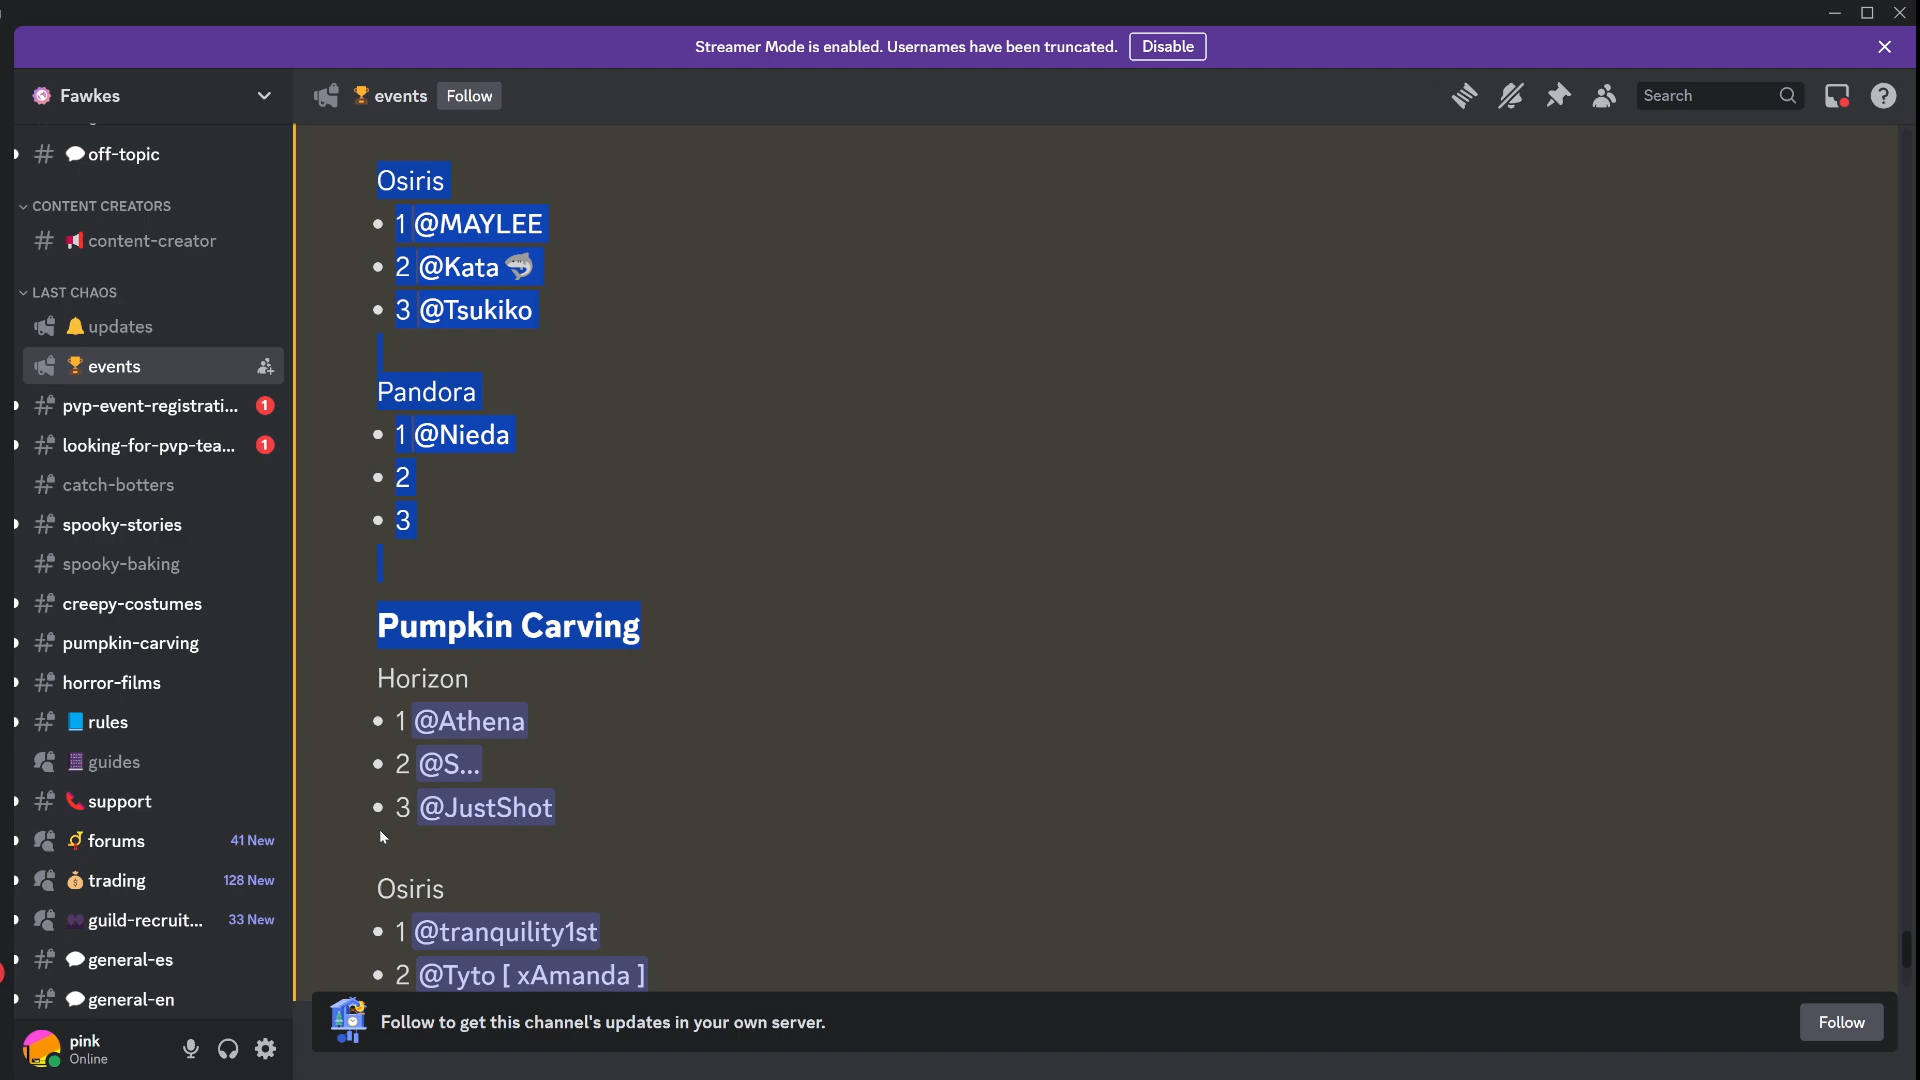 Streamer Mode is enabled. Usernames have been truncated. Disable
Fawkes
events Follow
Search
off-topic
CONTENT CREATORS
content-creator
LAST CHAOS
updates
events
pvp-event-registrati... 1
looking-for-pvp-tea... 1
catch-botters
spooky-stories
spooky-baking
creepy-costumes
pumpkin-carving
horror-films
rules
guides
support
forums 41 New
trading 128 New
guild-recruit... 33 New
general-es
general-en
pink
Online
Osiris
• 1 @MAYLEE
• 2 @Kata
• 3 @Tsukiko
Pandora
• 1 @Nieda
• 2
• 3
Pumpkin Carving
Horizon
• 1 @Athena
• 2 @S...
• 3 @JustShot
Osiris
• 1 @tranquility1st
• 2 @Tyto [ xAmanda ]
Follow to get this channel's updates in your own server. Follow